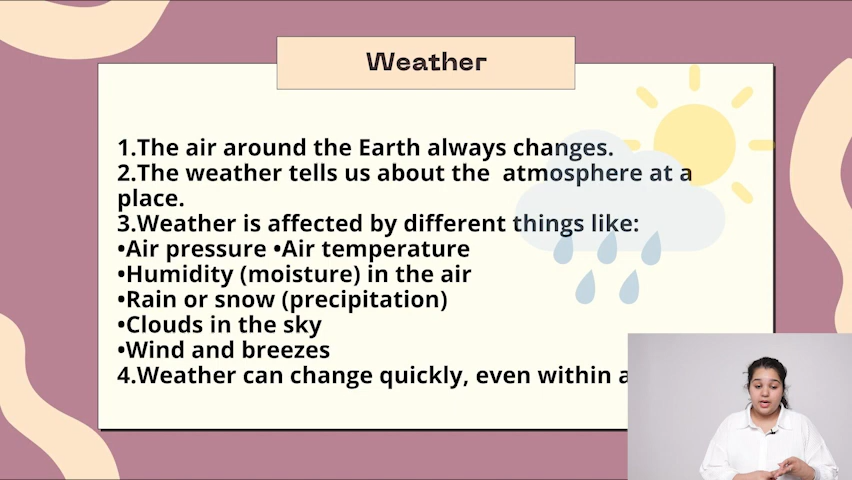 Weather
1.The air around the Earth always changes.
2.The weather tells us about the  atmosphere at a
place.
3.Weather is affected by different things like:
•Air pressure •Air temperature
•Humidity (moisture) in the air
•Rain or snow (precipitation)
•Clouds in the sky
•Wind and breezes
4.Weather can change quickly, even within a